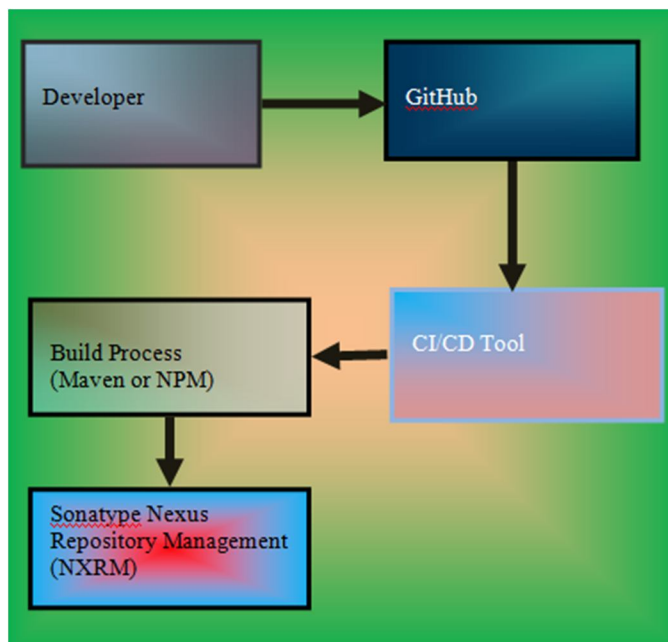 Developer
GitHub
CI/CD Tool
Build Process
(Maven or NPM)
Sonatype Nexus
Repository Management
(NXRM)